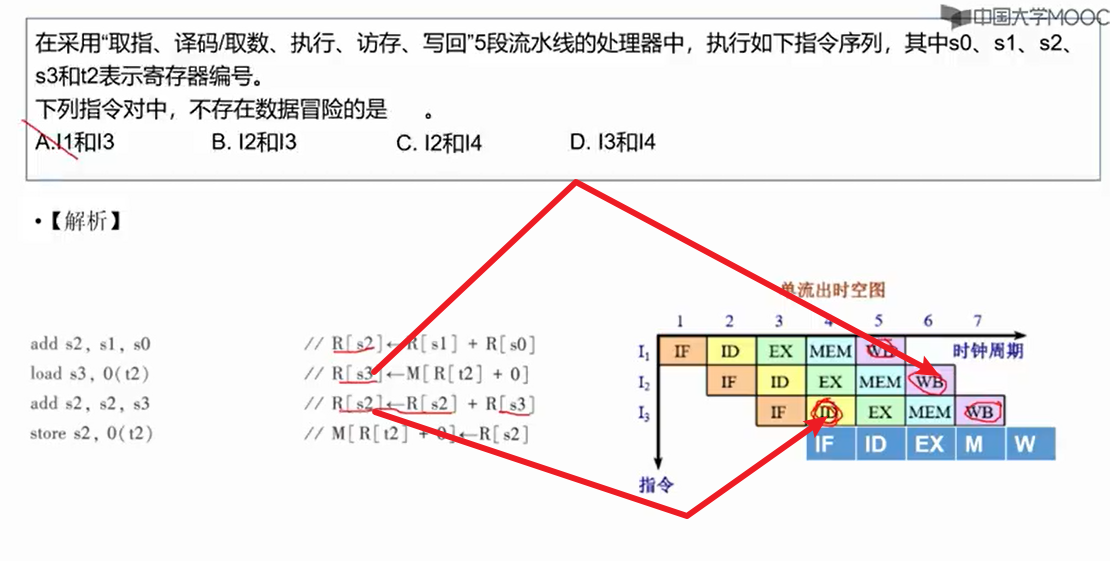 中国大学MOOC
在采用“取指、译码/取数、执行、访存、写回”5段流水线的处理器中，执行如下指令序列，其中s0、s1、s2、
s3和t2表示寄存器编号。
下列指令对中，不存在数据冒险的是 。
A.I1和I3 B. I2和I3 C. I2和I4 D. I3和I4
•【解析】
单流出时空图
1 2 3 4 5 6 7
add s2, s1, s0 // R[s2]←R[s1] + R[s0] I1 IF ID EX MEM WB 时钟周期
load s3, 0(t2) // R[s3]←M[R[t2] + 0] I2 IF ID EX MEM WB
add s2, s2, s3 // R[s2]←R[s2] + R[s3] I3 IF ID EX MEM WB
store s2, 0(t2) // M[R[t2] + 0]←R[s2] IF ID EX M W
指令